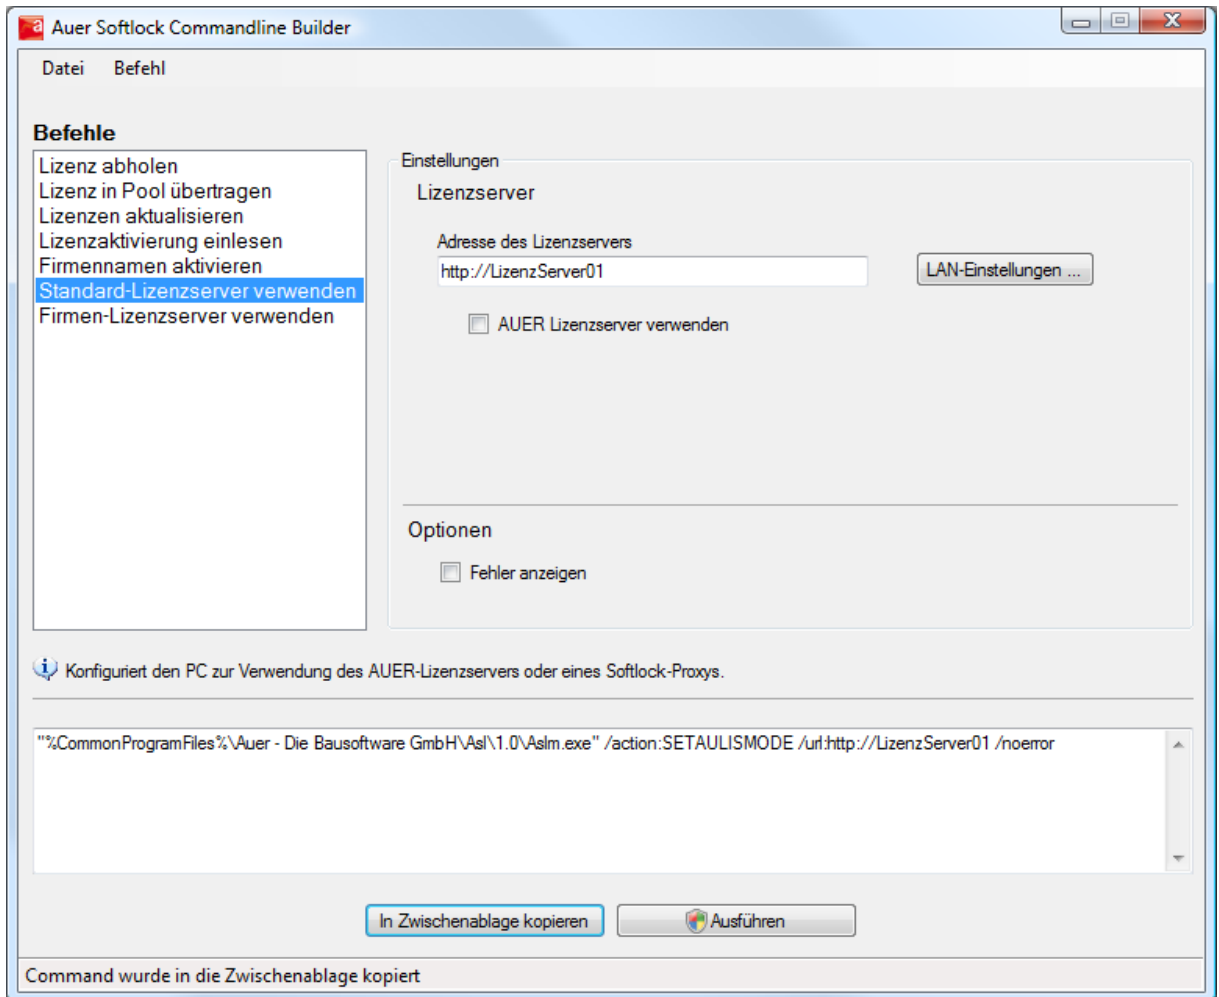 Auer Softlock Commandline Builder
Datei Befehl
Befehle
Lizenz abholen
Lizenz in Pool übertragen
Lizenzen aktualisieren
Lizenzaktivierung einlesen
Firmennamen aktivieren
Standard-Lizenzserver verwenden
Firmen-Lizenzserver verwenden
Einstellungen
Lizenzserver
Adresse des Lizenzservers
http://LizenzServer01
LAN-Einstellungen ...
AUER Lizenzserver verwenden
Optionen
Fehler anzeigen
Konfiguriert den PC zur Verwendung des AUER-Lizenzservers oder eines Softlock-Proxys.
"%CommonProgramFiles%\Auer - Die Bausoftware GmbH\Asl\1.0\Aslm.exe" /action:SETAULISMODE /url:http://LizenzServer01 /noerror
In Zwischenablage kopieren
Ausführen
Command wurde in die Zwischenablage kopiert